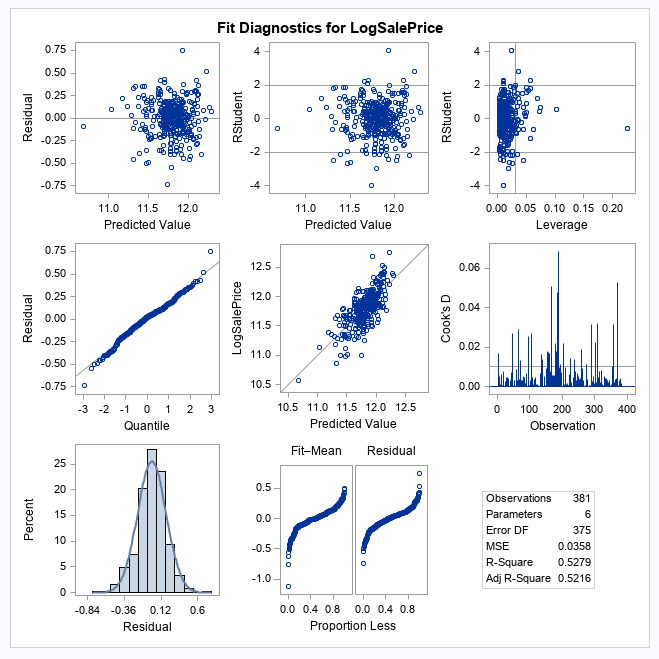 Fit Diagnostics for LogSalePrice
0.75
0.50
0.25
0.00
-0.25
-0.50
-0.75
Residual
11.0 11.5 12.0
Predicted Value
4
2
0
-2
-4
RStudent
11.0 11.5 12.0
Predicted Value
4
2
0
-2
-4
RStudent
0.00 0.05 0.10 0.15 0.20
Leverage
0.75
0.50
0.25
0.00
-0.25
-0.50
-0.75
Residual
-3 -2 -1 0 1 2 3
Quantile
12.5
12.0
11.5
11.0
10.5
LogSalePrice
10.5 11.0 11.5 12.0 12.5
Predicted Value
0.06
0.04
0.02
0.00
Cook's D
0 100 200 300 400
Observation
25
20
15
10
5
0
Percent
-0.84 -0.36 0.12 0.6
Residual
Fit–Mean Residual
0.5
0.0
-0.5
-1.0
0.0 0.4 0.8 0.0 0.4 0.8
Proportion Less
Observations 381
Parameters 6
Error DF 375
MSE 0.0358
R-Square 0.5279
Adj R-Square 0.5216